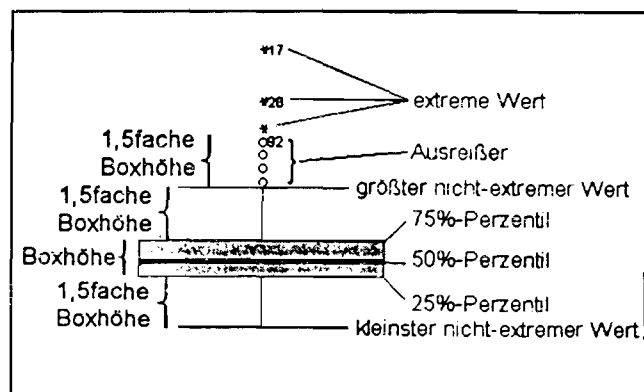 *17
*28
extreme Wert
*
92
1,5fache
Boxhöhe
Ausreißer
größter nicht-extremer Wert
1,5fache
Boxhöhe
75%-Perzentil
Boxhöhe
50%-Perzentil
1,5fache
Boxhöhe
25%-Perzentil
kleinster nicht-extremer Wert